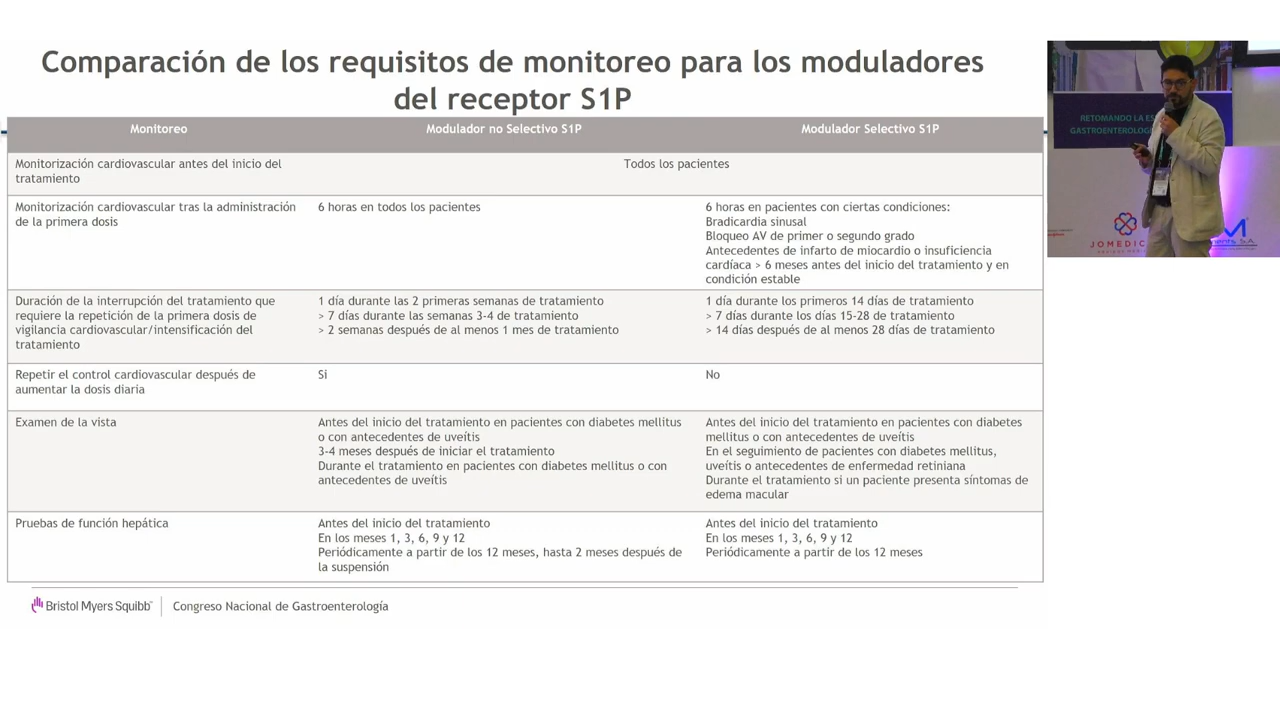 Comparación de los requisitos de monitoreo para los moduladores
del receptor S1P
Monitoreo
Modulador no Selectivo S1P
Modulador Selectivo S1P
Monitorización cardiovascular antes del inicio del
tratamiento
Todos los pacientes
Monitorización cardiovascular tras la administración
de la primera dosis
6 horas en todos los pacientes
6 horas en pacientes con ciertas condiciones:
Bradicardia sinusal
Bloqueo AV de primer o segundo grado
Antecedentes de infarto de miocardio o insuficiencia
cardíaca > 6 meses antes del inicio del tratamiento y en
condición estable
Duración de la interrupción del tratamiento que
requiere la repetición de la primera dosis de
vigilancia cardiovascular/intensificación del
tratamiento
1 día durante las 2 primeras semanas de tratamiento
> 7 días durante las semanas 3-4 de tratamiento
> 2 semanas después de al menos 1 mes de tratamiento
1 día durante los primeros 14 días de tratamiento
> 7 días durante los días 15-28 de tratamiento
> 14 días después de al menos 28 días de tratamiento
Repetir el control cardiovascular después de
aumentar la dosis diaria
Si
No
Examen de la vista
Antes del inicio del tratamiento en pacientes con diabetes mellitus
o con antecedentes de uveítis
3-4 meses después de iniciar el tratamiento
Durante el tratamiento en pacientes con diabetes mellitus o con
antecedentes de uveítis
Antes del inicio del tratamiento en pacientes con diabetes
mellitus o con antecedentes de uveítis
En el seguimiento de pacientes con diabetes mellitus,
uveítis o antecedentes de enfermedad retiniana
Durante el tratamiento si un paciente presenta síntomas de
edema macular
Pruebas de función hepática
Antes del inicio del tratamiento
En los meses 1, 3, 6, 9 y 12
Periódicamente a partir de los 12 meses, hasta 2 meses después de
la suspensión
Antes del inicio del tratamiento
En los meses 1, 3, 6, 9 y 12
Periódicamente a partir de los 12 meses
Bristol Myers Squibb
Congreso Nacional de Gastroenterología
RETOMANDO LA ES
GASTROENTEROLOG
JOMEDIC